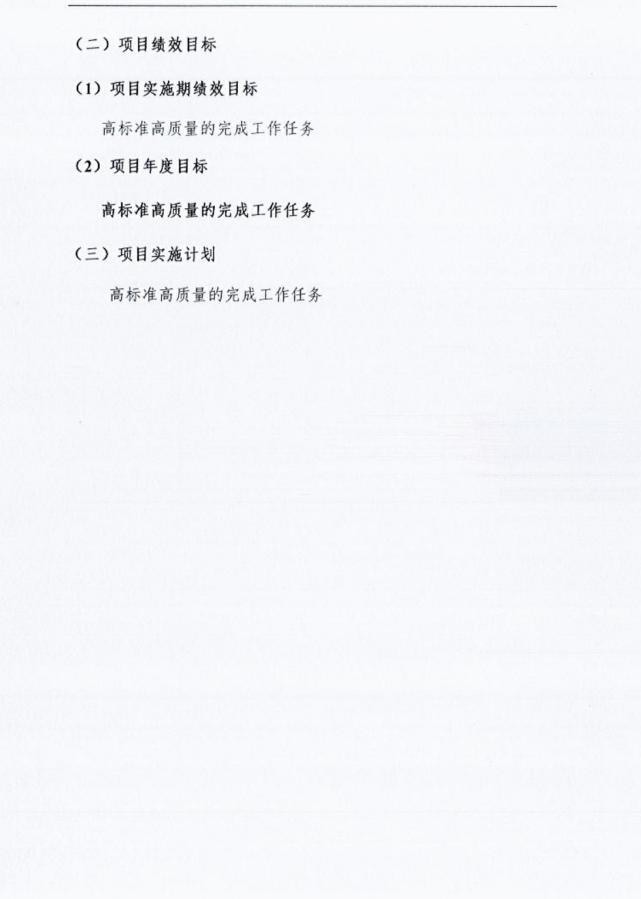 （二）项目绩效目标
（1）项目实施期绩效目标
高标准高质量的完成工作任务
（2）项目年度目标
高标准高质量的完成工作任务
（三）项目实施计划
高标准高质量的完成工作任务